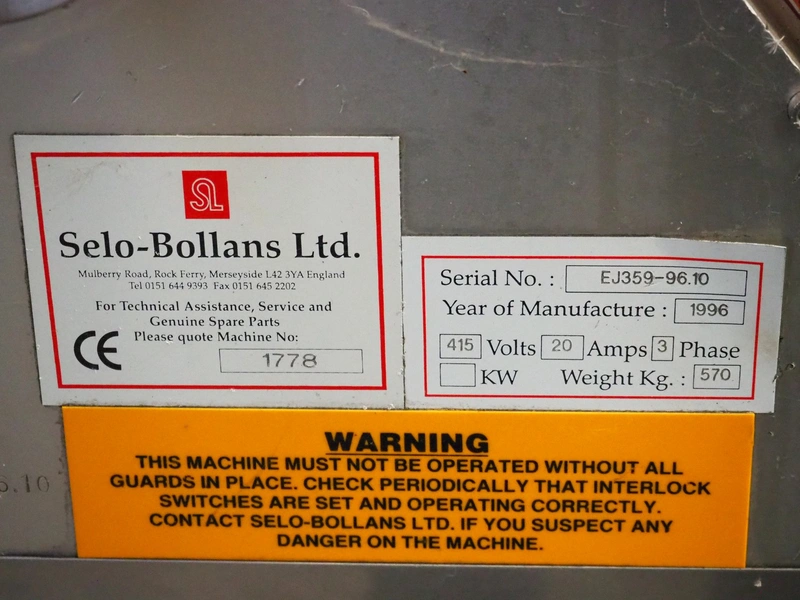 SL
Selo-Bollans Ltd.
Mulberry Road, Rock Ferry, Merseyside L42 3YA England
Tel 0151 644 9393 Fax 0151 645 2202
For Technical Assistance, Service and
Genuine Spare Parts
Please quote Machine No:
CE
1778
Serial No. : EJ359-96.10
Year of Manufacture : 1996
415 Volts 20 Amps 3 Phase
KW Weight Kg. : 570
WARNING
THIS MACHINE MUST NOT BE OPERATED WITHOUT ALL
GUARDS IN PLACE. CHECK PERIODICALLY THAT INTERLOCK
SWITCHES ARE SET AND OPERATING CORRECTLY.
CONTACT SELO-BOLLANS LTD. IF YOU SUSPECT ANY
DANGER ON THE MACHINE.
.10